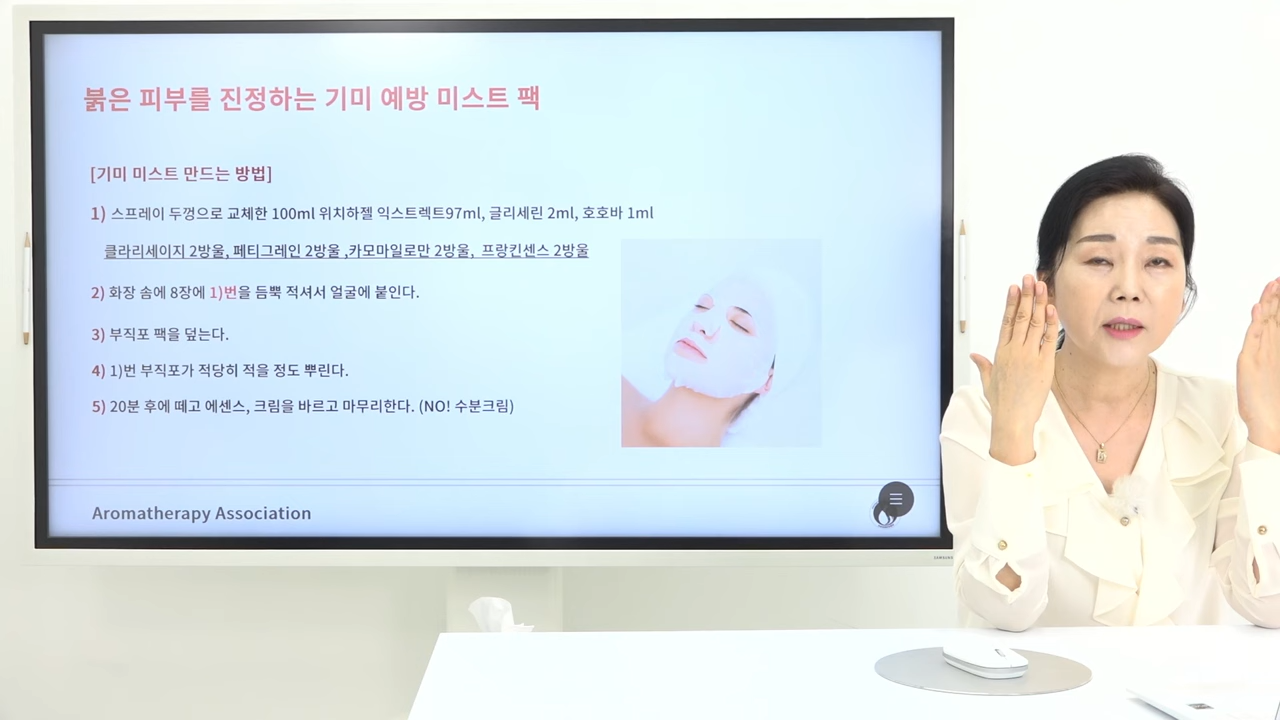 붉은 피부를 진정하는 기미 예방 미스트 팩
[기미 미스트 만드는 방법]
1) 스프레이 두껑으로 교체한 100ml 위치하젤 익스트렉트97ml, 글리세린 2ml, 호호바 1ml
클라리세이지 2방울, 페티그레인 2방울 ,카모마일로만 2방울,  프랑킨센스 2방울
2) 화장 솜에 8장에 1)번을 듬뿍 적셔서 얼굴에 붙인다.
3) 부직포 팩을 덮는다.
4) 1)번 부직포가 적당히 적을 정도 뿌린다.
5) 20분 후에 떼고 에센스, 크림을 바르고 마무리한다. (NO! 수분크림)
Aromatherapy Association
SAMSUNG